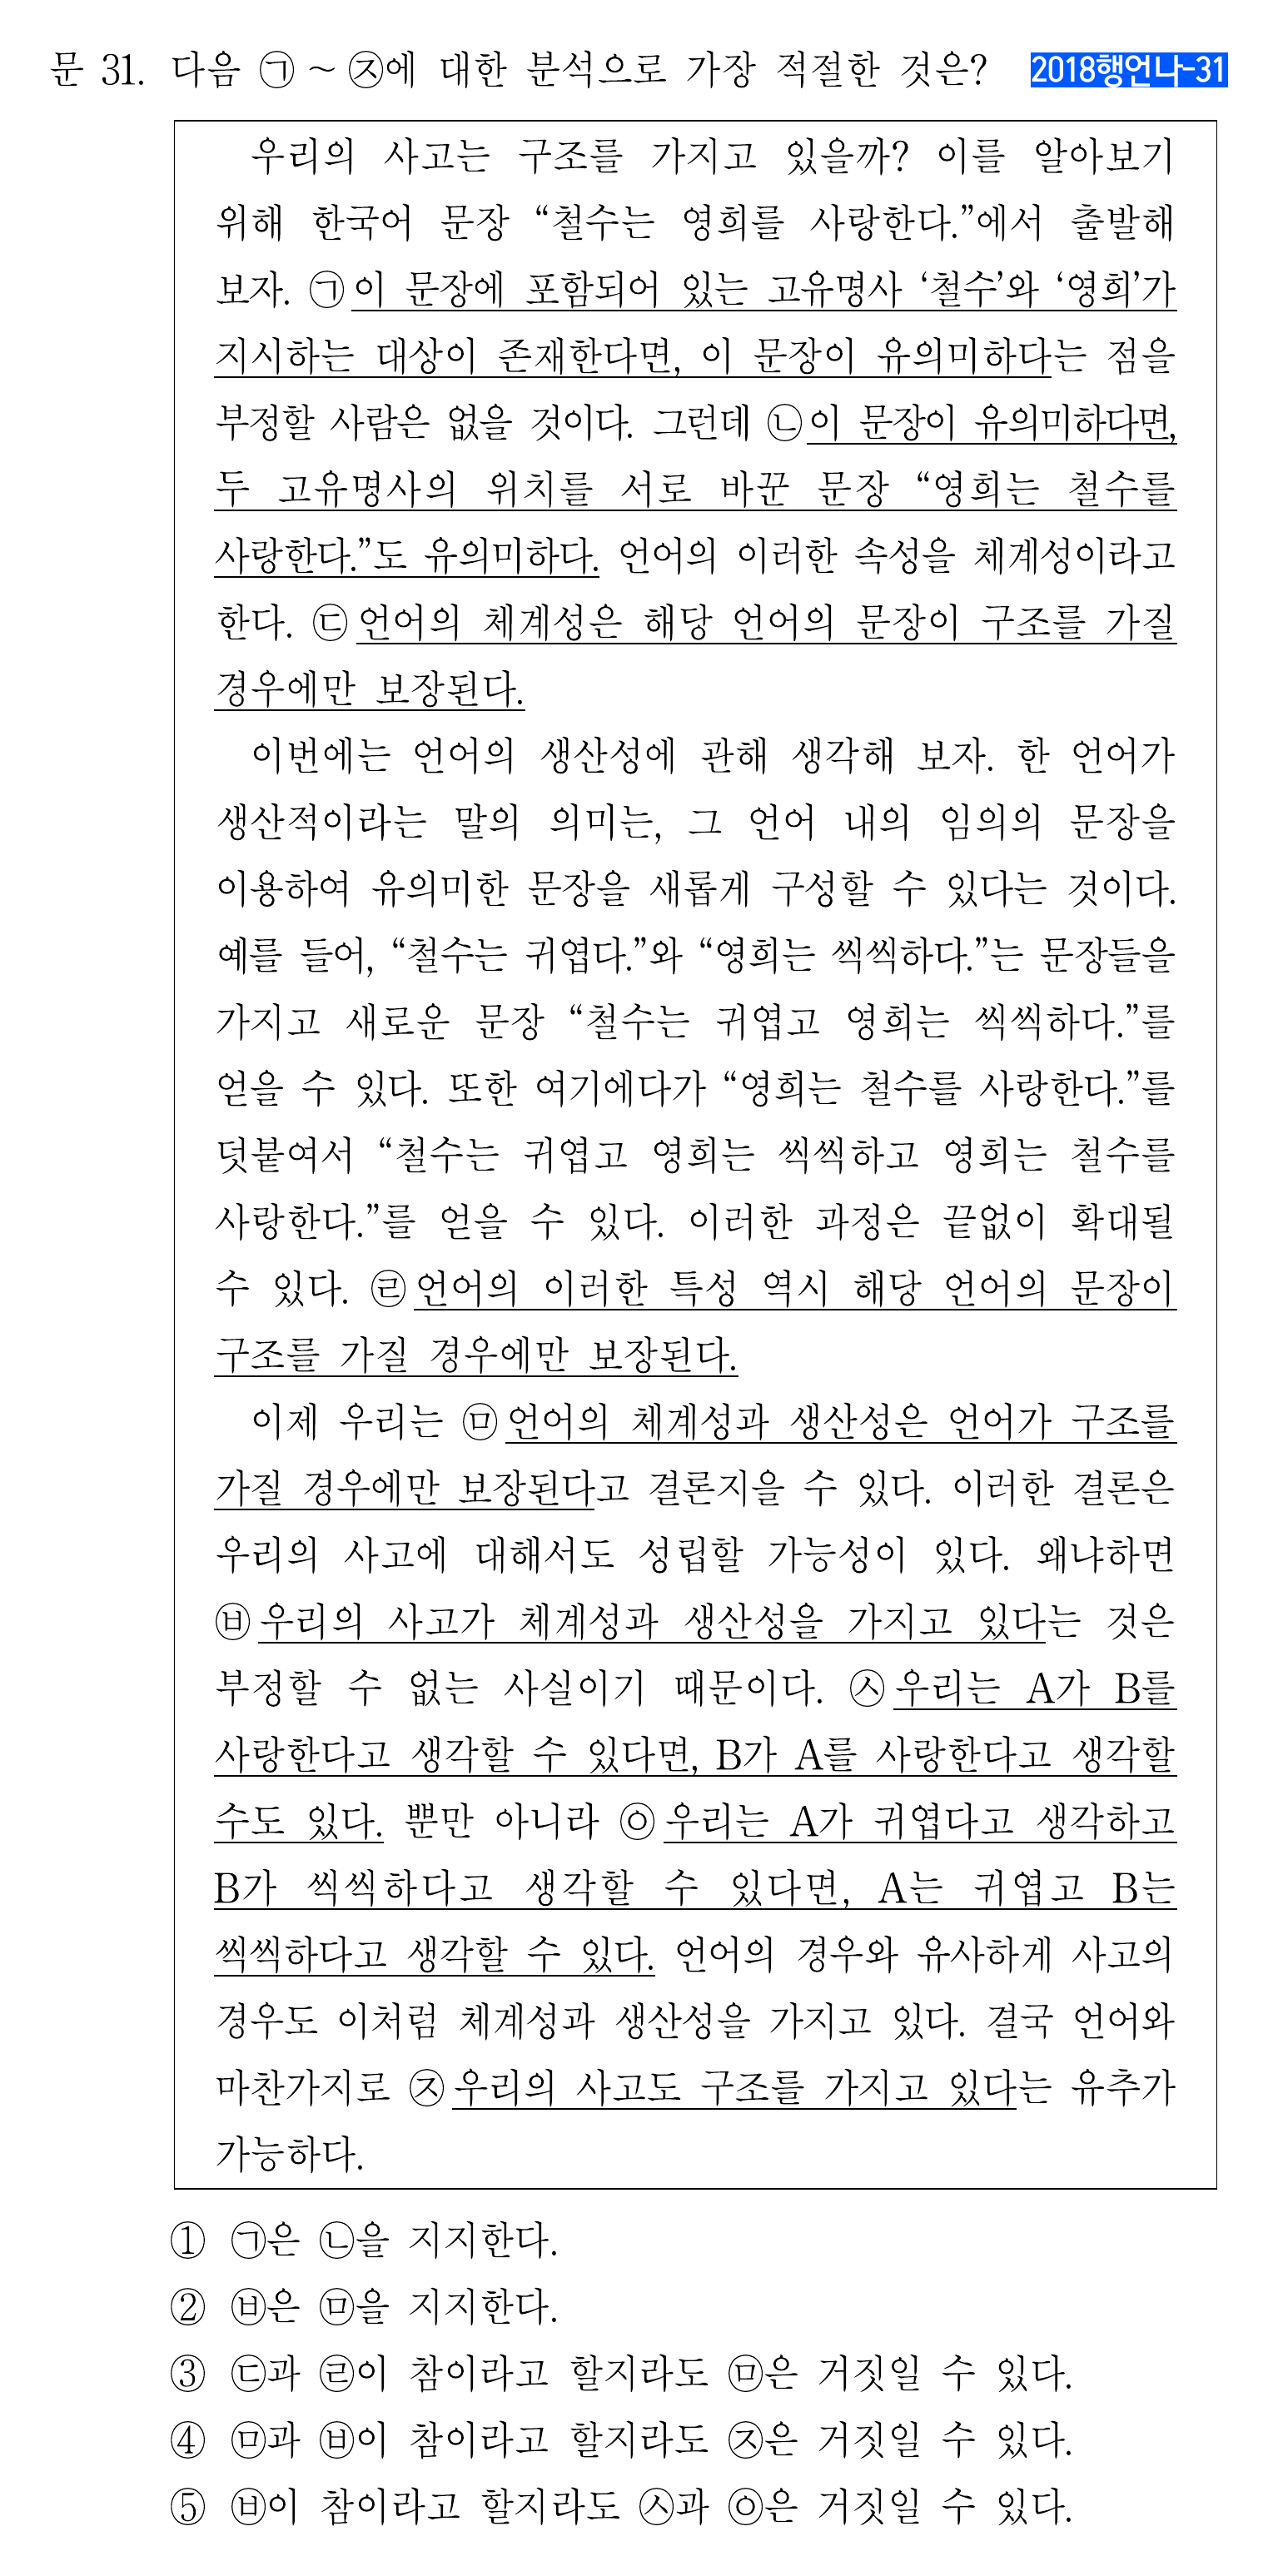 문 31. 다음 ㉠~㉨에 대한 분석으로 가장 적절한 것은? 2018행언나-31
우리의 사고는 구조를 가지고 있을까? 이를 알아보기
위해 한국어 문장 “철수는 영희를 사랑한다.”에서 출발해
보자. ㉠이 문장에 포함되어 있는 고유명사 ‘철수’와 ‘영희’가
지시하는 대상이 존재한다면, 이 문장이 유의미하다는 점을
부정할 사람은 없을 것이다. 그런데 ㉡이 문장이 유의미하다면,
두 고유명사의 위치를 서로 바꾼 문장 “영희는 철수를
사랑한다.”도 유의미하다. 언어의 이러한 속성을 체계성이라고
한다. ㉢언어의 체계성은 해당 언어의 문장이 구조를 가질
경우에만 보장된다.
이번에는 언어의 생산성에 관해 생각해 보자. 한 언어가
생산적이라는 말의 의미는, 그 언어 내의 임의의 문장을
이용하여 유의미한 문장을 새롭게 구성할 수 있다는 것이다.
예를 들어, “철수는 귀엽다.”와 “영희는 씩씩하다.”는 문장들을
가지고 새로운 문장 “철수는 귀엽고 영희는 씩씩하다.”를
얻을 수 있다. 또한 여기에다가 “영희는 철수를 사랑한다.”를
덧붙여서 “철수는 귀엽고 영희는 씩씩하고 영희는 철수를
사랑한다.”를 얻을 수 있다. 이러한 과정은 끝없이 확대될
수 있다. ㉣언어의 이러한 특성 역시 해당 언어의 문장이
구조를 가질 경우에만 보장된다.
이제 우리는 ㉤언어의 체계성과 생산성은 언어가 구조를
가질 경우에만 보장된다고 결론지을 수 있다. 이러한 결론은
우리의 사고에 대해서도 성립할 가능성이 있다. 왜냐하면
㉥우리의 사고가 체계성과 생산성을 가지고 있다는 것은
부정할 수 없는 사실이기 때문이다. ㉦우리는 A가 B를
사랑한다고 생각할 수 있다면, B가 A를 사랑한다고 생각할
수도 있다. 뿐만 아니라 ㉧우리는 A가 귀엽다고 생각하고
B가 씩씩하다고 생각할 수 있다면, A는 귀엽고 B는
씩씩하다고 생각할 수 있다. 언어의 경우와 유사하게 사고의
경우도 이처럼 체계성과 생산성을 가지고 있다. 결국 언어와
마찬가지로 ㉨우리의 사고도 구조를 가지고 있다는 유추가
가능하다.
① ㉠은 ㉡을 지지한다.
② ㉥은 ㉤을 지지한다.
③ ㉢과 ㉣이 참이라고 할지라도 ㉤은 거짓일 수 있다.
④ ㉤과 ㉥이 참이라고 할지라도 ㉨은 거짓일 수 있다.
⑤ ㉥이 참이라고 할지라도 ㉦과 ㉧은 거짓일 수 있다.